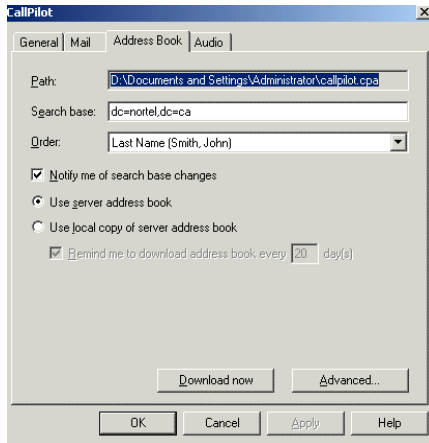 CallPilot
General Mail Address Book Audio
Path: D:\Documents and Settings\Administrator\callpilot.cpa
Search base: dc=nortel,dc=ca
Order: Last Name (Smith, John)
Notify me of search base changes
Use server address book
Use local copy of server address book
Remind me to download address book every 20 day(s)
Download now Advanced...
OK Cancel Apply Help